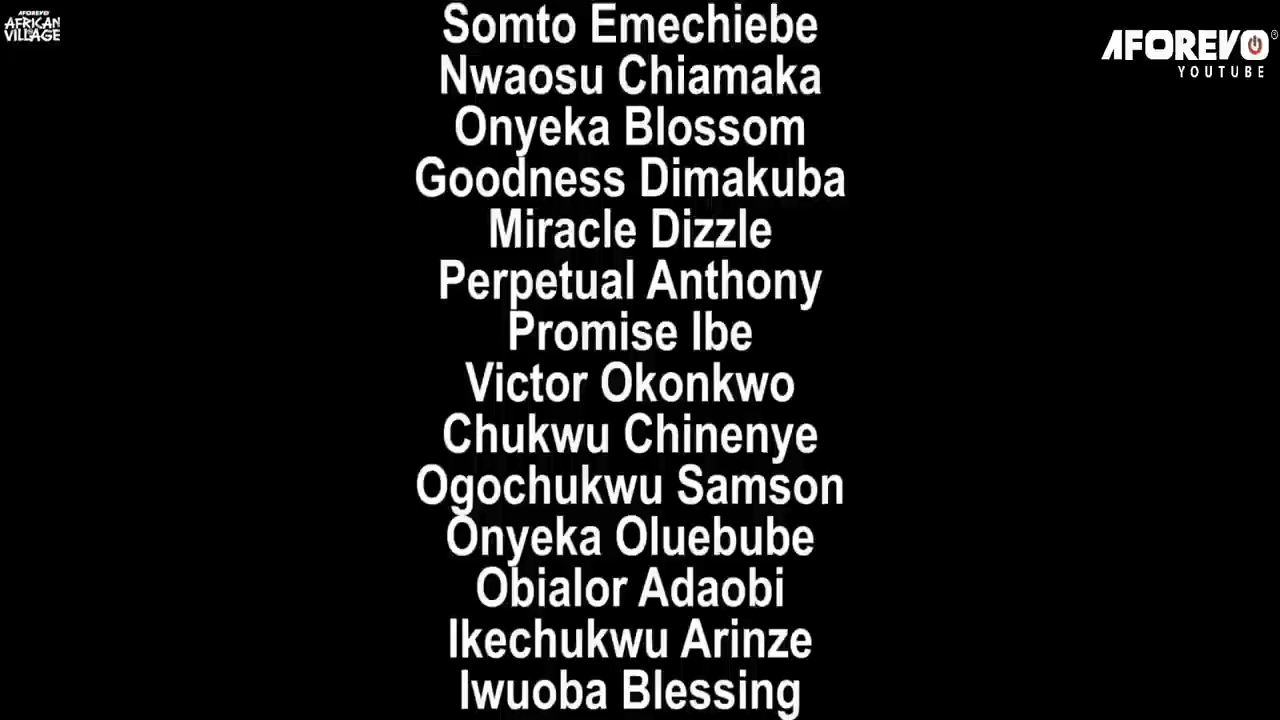 AFOREVO
AFRICAN
VILLAGE
AFOREVO
YOUTUBE
Somto Emechiebe
Nwaosu Chiamaka
Onyeka Blossom
Goodness Dimakuba
Miracle Dizzle
Perpetual Anthony
Promise Ibe
Victor Okonkwo
Chukwu Chinenye
Ogochukwu Samson
Onyeka Oluebube
Obialor Adaobi
Ikechukwu Arinze
Iwuoba Blessing